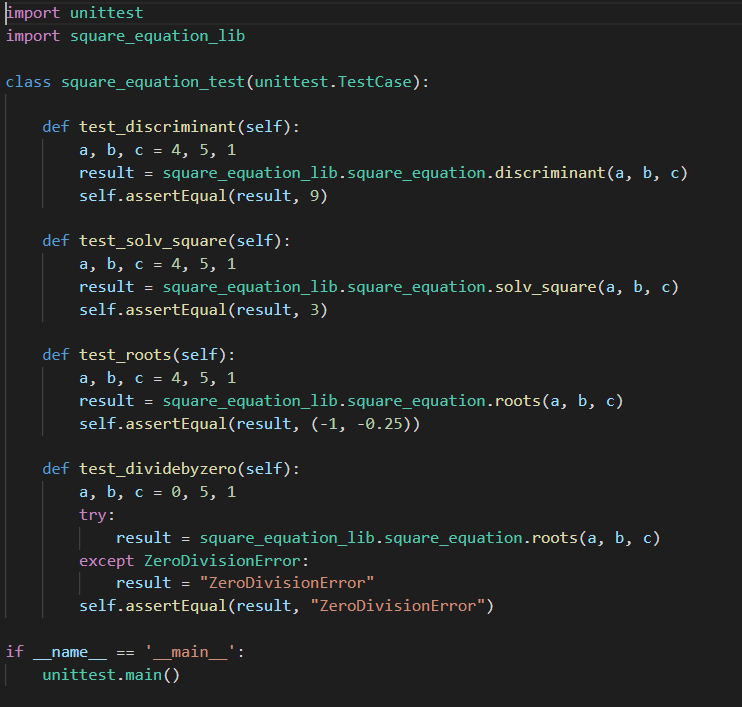 import unittest
import square_equation_lib
class square_equation_test(unittest.TestCase):
def test_discriminant(self):
a, b, c = 4, 5, 1
result = square_equation_lib.square_equation.discriminant(a, b, c)
self.assertEqual(result, 9)
def test_solv_square(self):
a, b, c = 4, 5, 1
result = square_equation_lib.square_equation.solv_square(a, b, c)
self.assertEqual(result, 3)
def test_roots(self):
a, b, c = 4, 5, 1
result = square_equation_lib.square_equation.roots(a, b, c)
self.assertEqual(result, (-1, -0.25))
def test_dividebyzero(self):
a, b, c = 0, 5, 1
try:
result = square_equation_lib.square_equation.roots(a, b, c)
except ZeroDivisionError:
result = "ZeroDivisionError"
self.assertEqual(result, "ZeroDivisionError")
if __name__ == '__main__':
unittest.main()